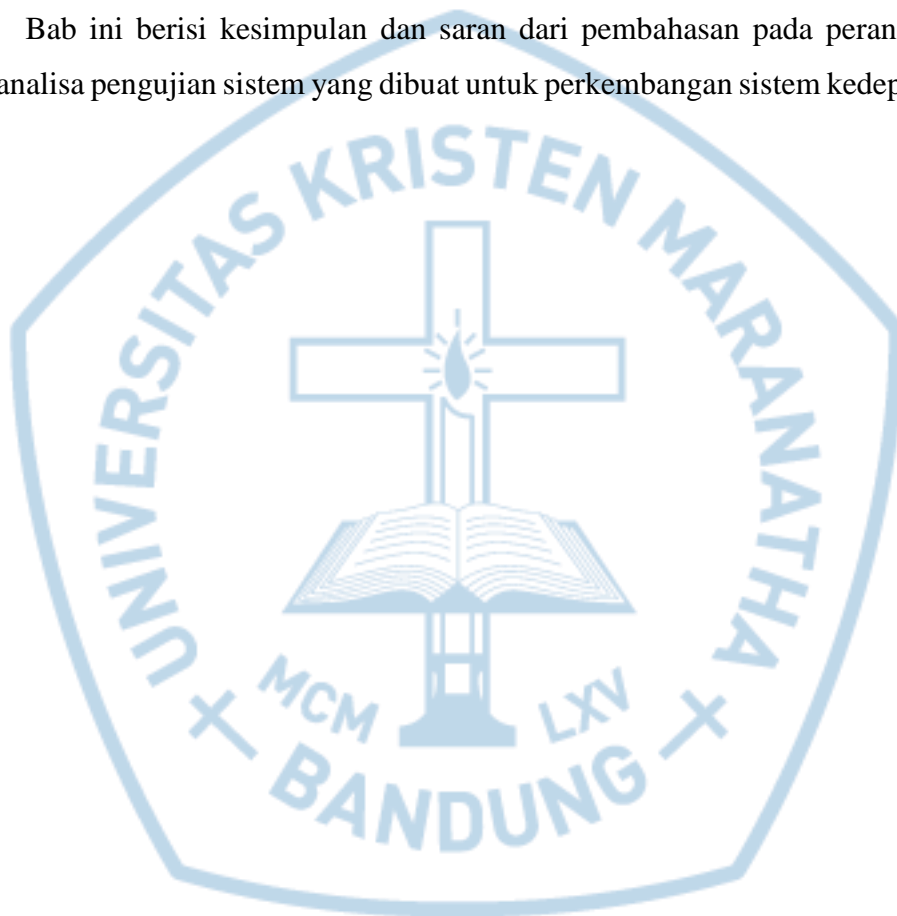 Bab ini berisi kesimpulan dan saran dari pembahasan pada peran
analisa pengujian sistem yang dibuat untuk perkembangan sistem kedep
UNIVERSITAS KRISTEN MARANATHA
MCM LXV
BANDUNG